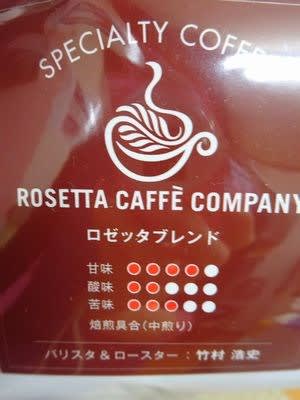 SPECIALTY COFFE
ROSETTA CAFFÈ COMPANY
ロゼッタブレンド
甘味
酸味
苦味
焙煎具合(中煎り)
バリスタ&ロースター:竹村